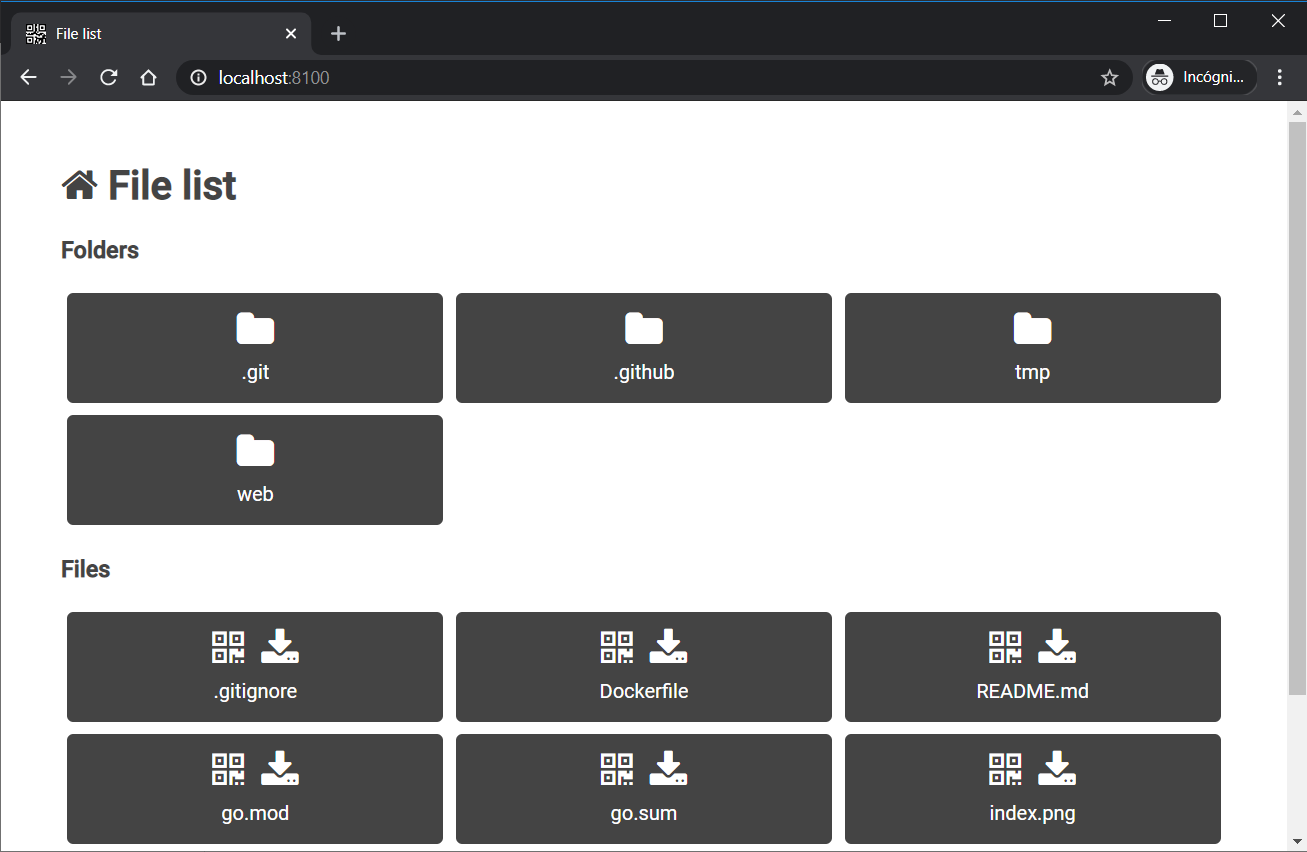 File list
localhost:8100
Incógni...
File list
Folders
.git
.github
tmp
web
Files
.gitignore
Dockerfile
README.md
go.mod
go.sum
index.png